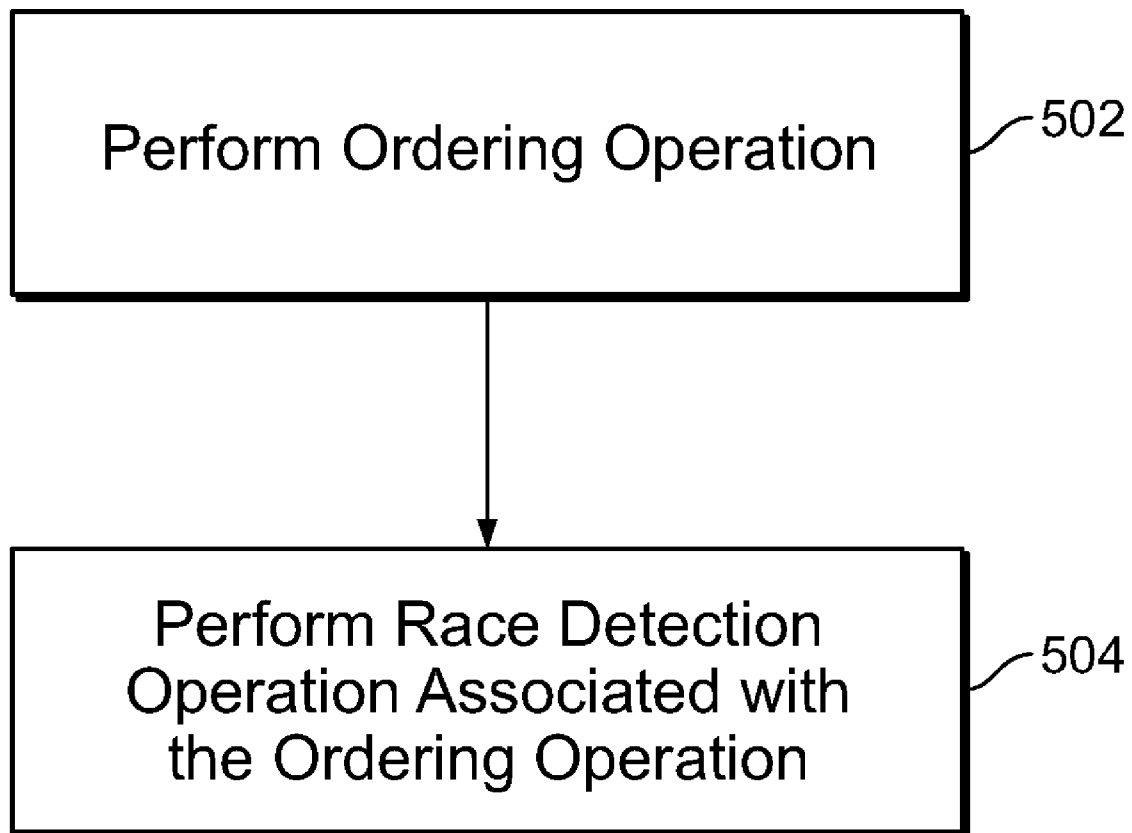 Perform Ordering Operation
502
Perform Race Detection
Operation Associated with
the Ordering Operation
504